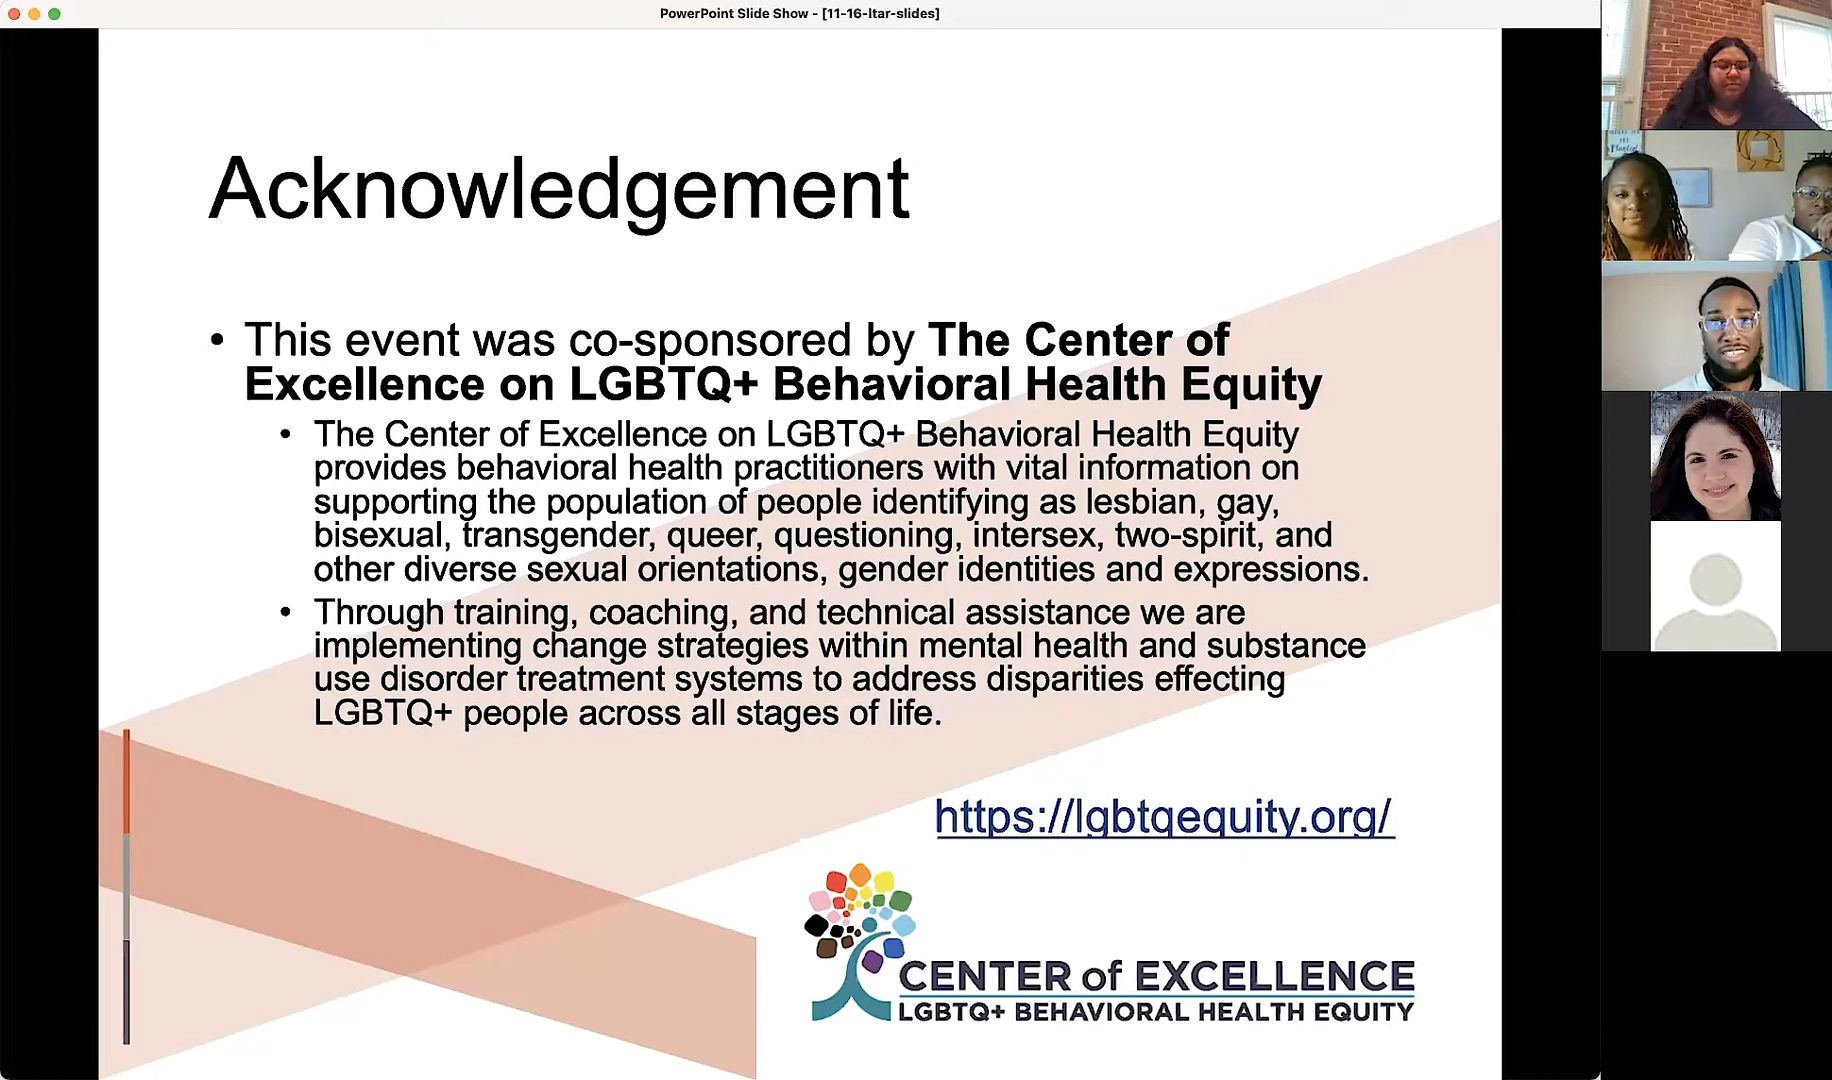 PowerPoint Slide Show - [11-16-ltar-slides]
Acknowledgement
• This event was co-sponsored by The Center of
Excellence on LGBTQ+ Behavioral Health Equity
• The Center of Excellence on LGBTQ+ Behavioral Health Equity
provides behavioral health practitioners with vital information on
supporting the population of people identifying as lesbian, gay,
bisexual, transgender, queer, questioning, intersex, two-spirit, and
other diverse sexual orientations, gender identities and expressions.
• Through training, coaching, and technical assistance we are
implementing change strategies within mental health and substance
use disorder treatment systems to address disparities effecting
LGBTQ+ people across all stages of life.
https://lgbtqequity.org/
CENTER of EXCELLENCE
LGBTQ+ BEHAVIORAL HEALTH EQUITY